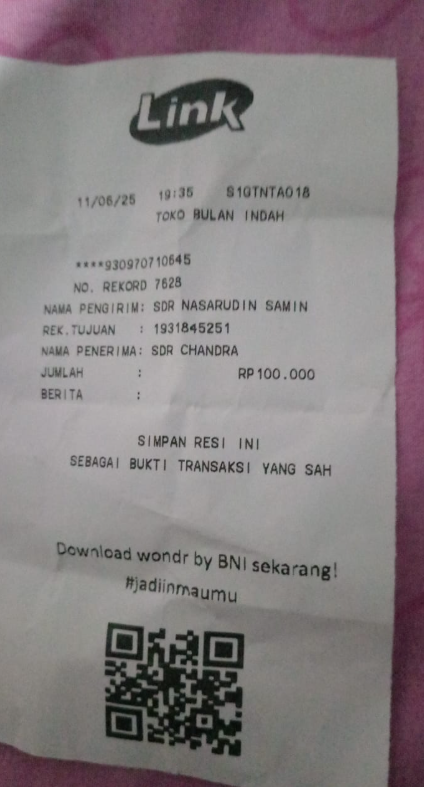 Link
11/06/25 19:35 S1GTNTA018
TOKO BULAN INDAH
****930970710645
NO. REKORD 7628
NAMA PENGIRIM: SDR NASARUDIN SAMIN
REK.TUJUAN : 1931845251
NAMA PENERIMA: SDR CHANDRA
JUMLAH : RP100.000
BERITA :
SIMPAN RESI INI
SEBAGAI BUKTI TRANSAKSI YANG SAH
Download wondr by BNI sekarang!
#jadiinmaumu